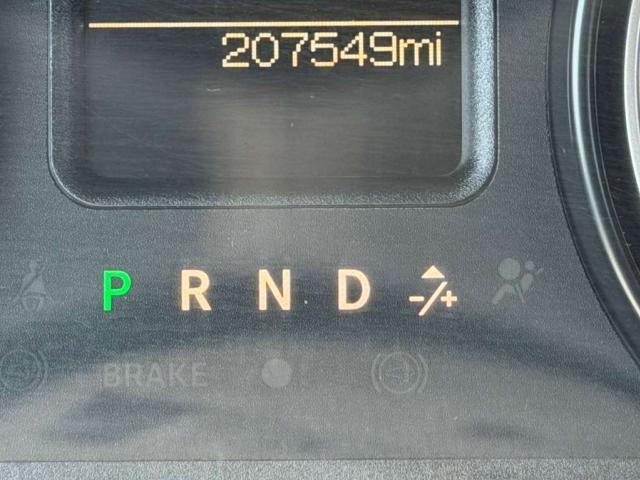 207549mi
P R N D -/+
BRAKE